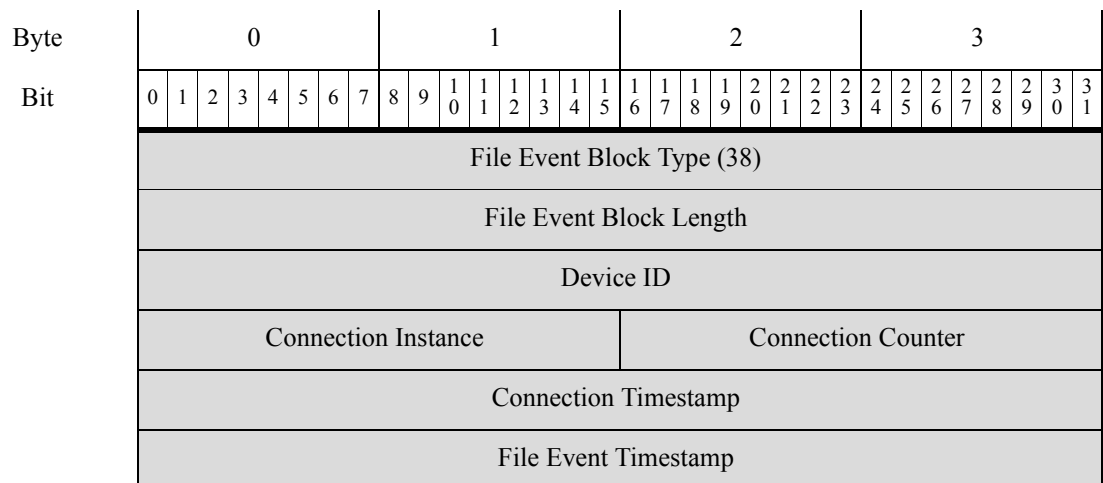 Byte 0 1 2 3
Bit 0 1 2 3 4 5 6 7 8 9 10 11 12 13 14 15 16 17 18 19 20 21 22 23 24 25 26 27 28 29 30 31
File Event Block Type (38)
File Event Block Length
Device ID
Connection Instance Connection Counter
Connection Timestamp
File Event Timestamp